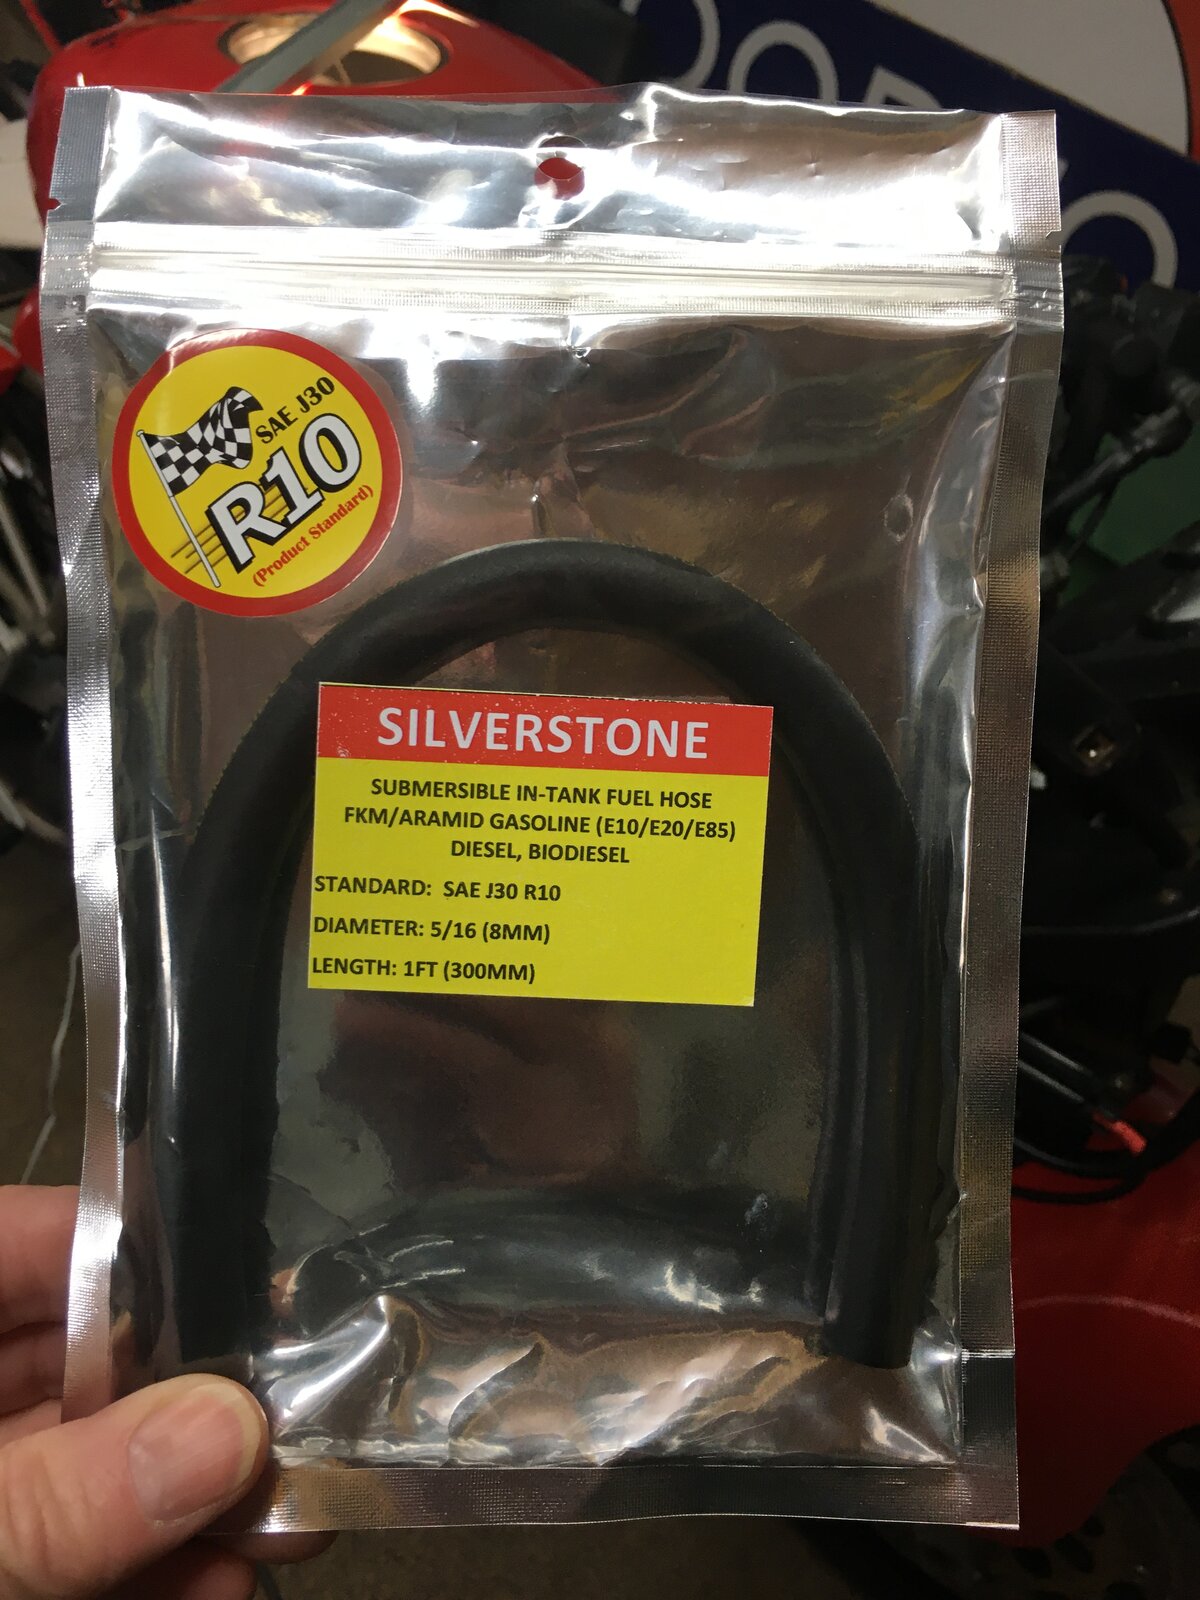 SAE J30
R10
(Product Standard)
SILVERSTONE
SUBMERSIBLE IN-TANK FUEL HOSE
FKM/ARAMID GASOLINE (E10/E20/E85)
DIESEL, BIODIESEL
STANDARD: SAE J30 R10
DIAMETER: 5/16 (8MM)
LENGTH: 1FT (300MM)